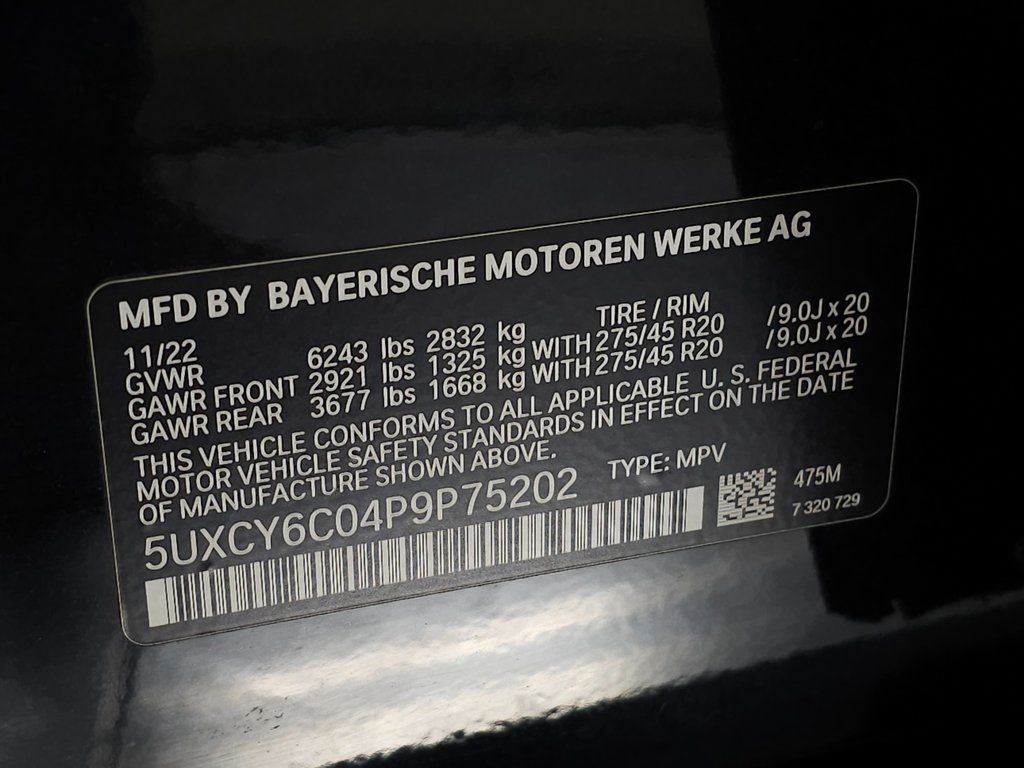 MFD BY BAYERISCHE MOTOREN WERKE AG
11/22 TIRE / RIM
GVWR 6243 lbs 2832 kg
GAWR FRONT 2921 lbs 1325 kg WITH 275/45 R20 /9.0J x 20
GAWR REAR 3677 lbs 1668 kg WITH 275/45 R20 /9.0J x 20
THIS VEHICLE CONFORMS TO ALL APPLICABLE U. S. FEDERAL
MOTOR VEHICLE SAFETY STANDARDS IN EFFECT ON THE DATE
OF MANUFACTURE SHOWN ABOVE.
5UXCY6C04P9P75202 TYPE: MPV
475M
7 320 729